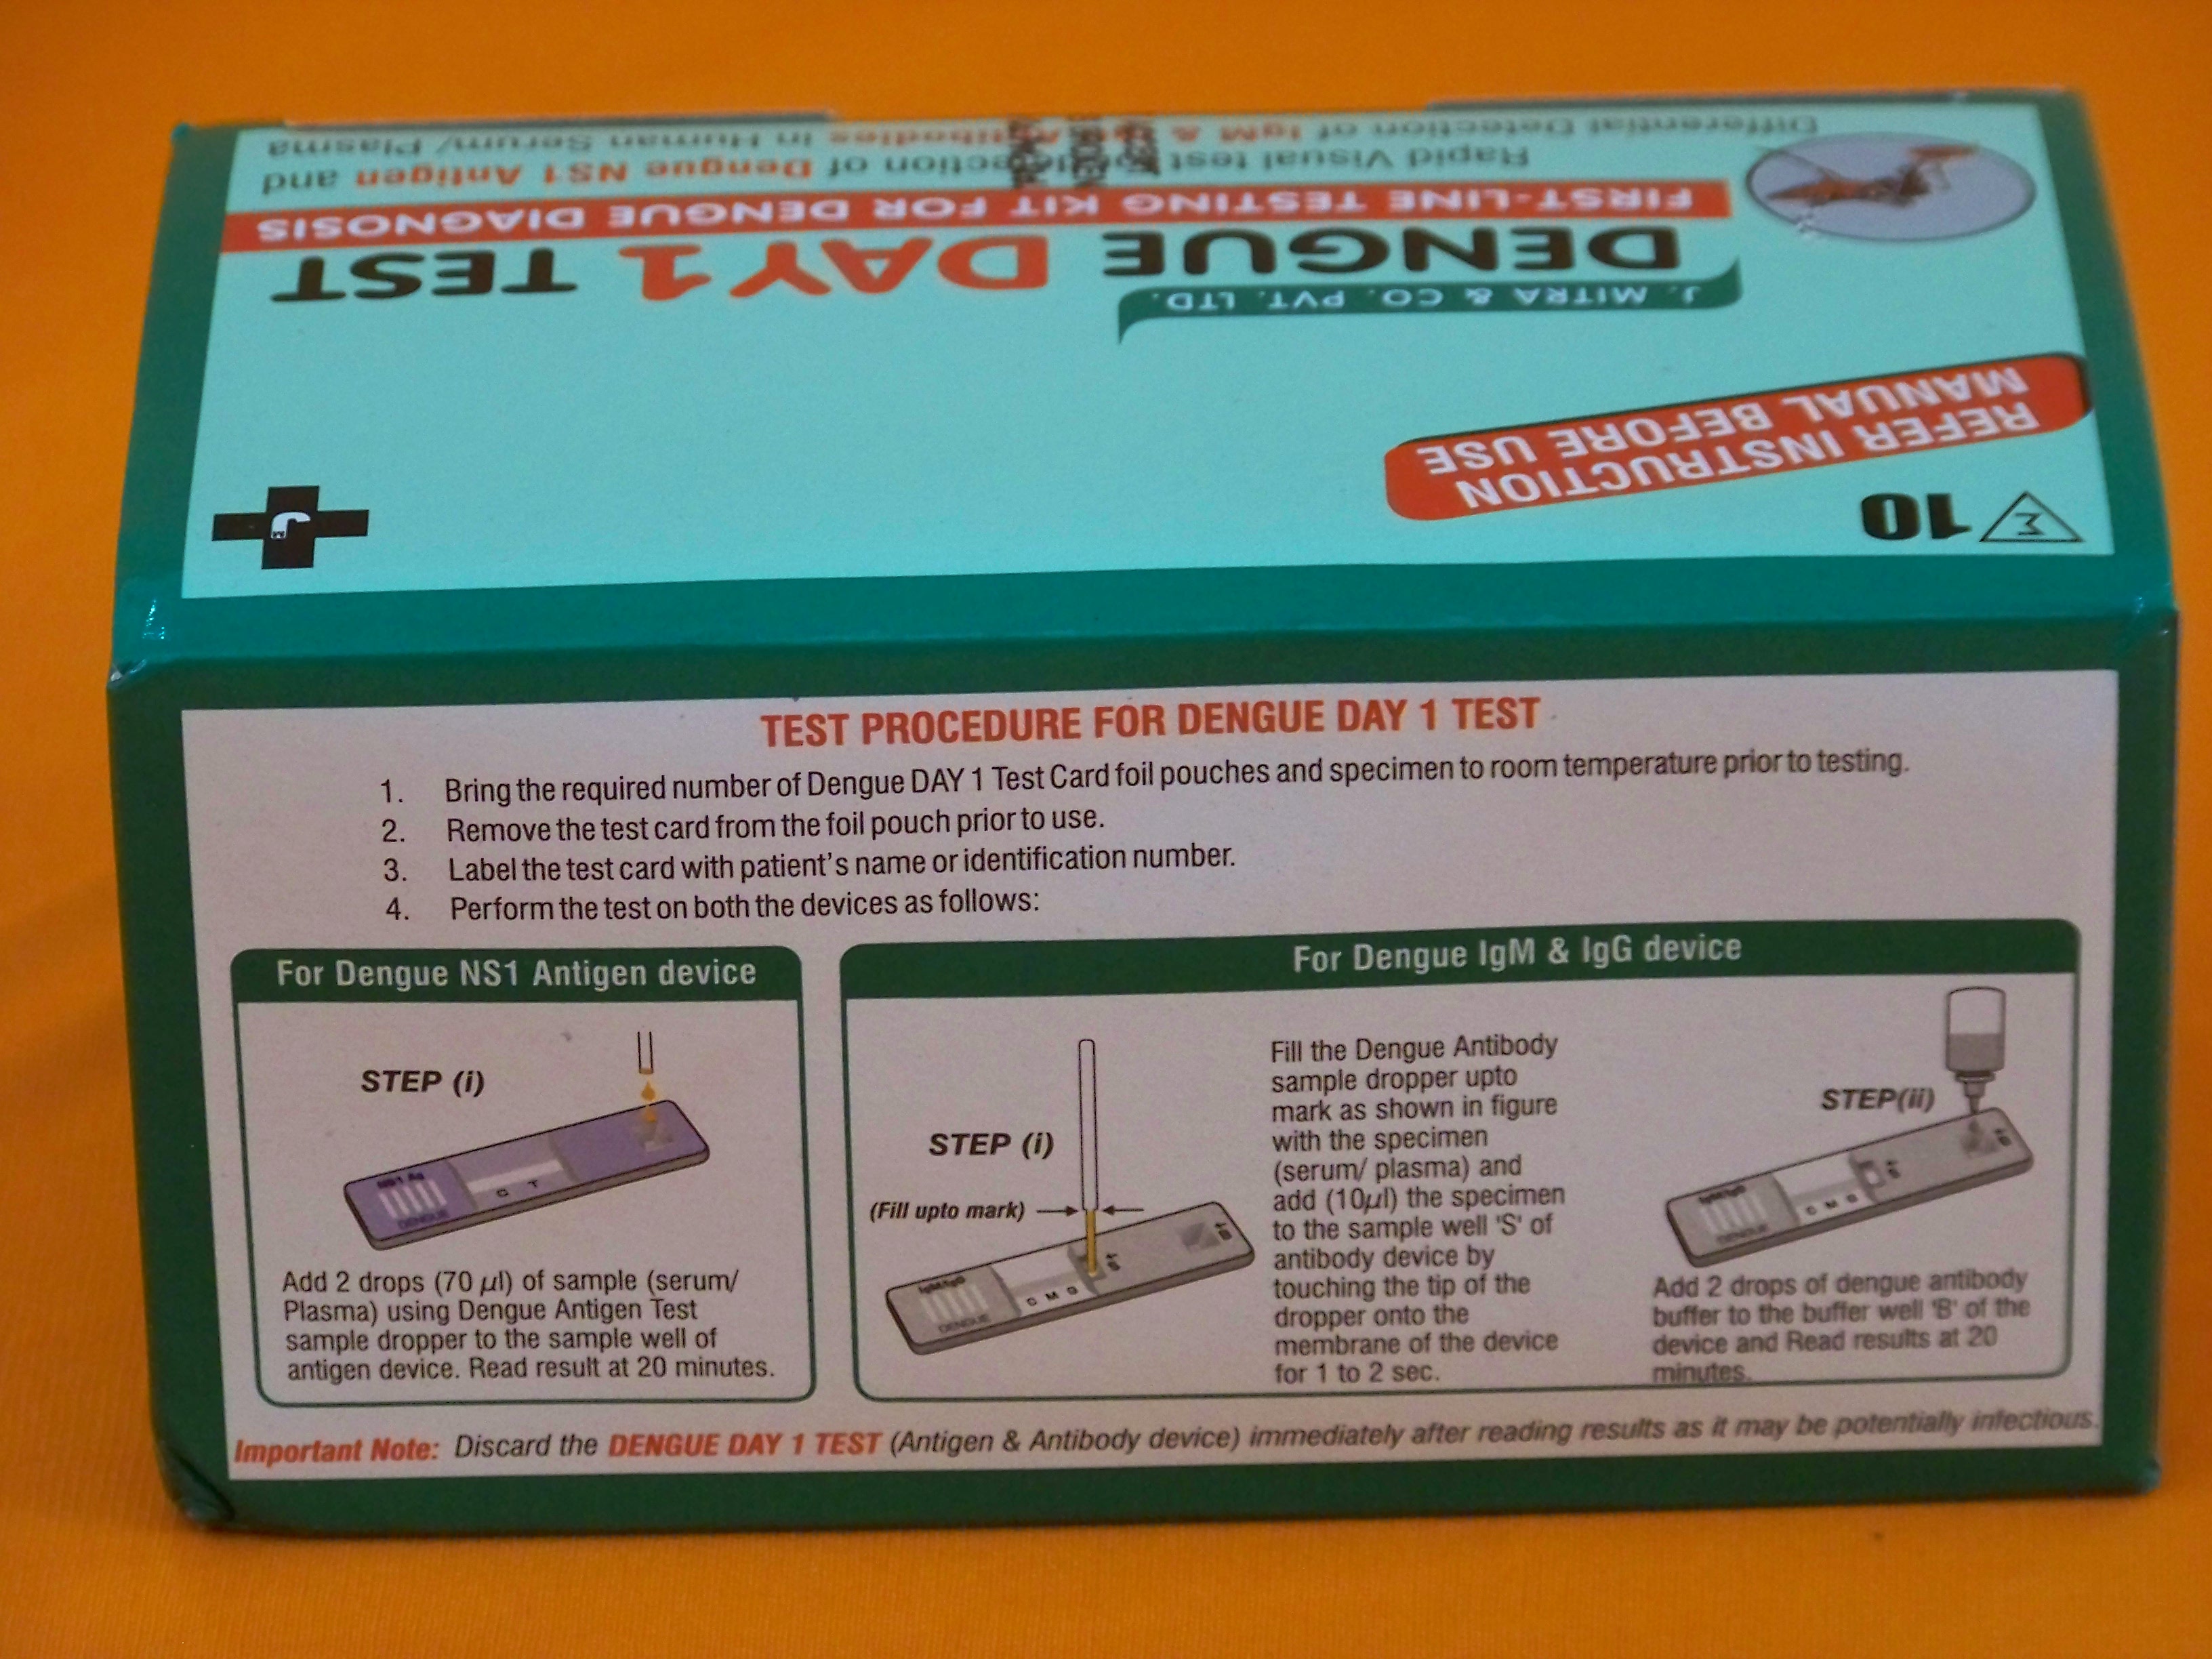 Differential Detection of IgM & IgG Antibodies in Human Serum/ Plasma
Rapid Visual test for Detection of Dengue NS1 Antigen and
FIRST-LINE TESTING KIT FOR DENGUE DIAGNOSIS
DENGUE DAY 1 TEST
J. MITRA & CO. PVT. LTD.
REFER INSTRUCTION
MANUAL BEFORE USE
Σ 10
J
TEST PROCEDURE FOR DENGUE DAY 1 TEST
1. Bring the required number of Dengue DAY 1 Test Card foil pouches and specimen to room temperature prior to testing.
2. Remove the test card from the foil pouch prior to use.
3. Label the test card with patient's name or identification number.
4. Perform the test on both the devices as follows:
For Dengue NS1 Antigen device
STEP (i)
NS1 Ag
DENGUE
C T
Add 2 drops (70 µl) of sample (serum/
Plasma) using Dengue Antigen Test
sample dropper to the sample well of
antigen device. Read result at 20 minutes.
For Dengue IgM & IgG device
STEP (i)
(Fill upto mark)
IgM/IgG
DENGUE
C M G
Fill the Dengue Antibody
sample dropper upto
mark as shown in figure
with the specimen
(serum/ plasma) and
add (10µl) the specimen
to the sample well 'S' of
antibody device by
touching the tip of the
dropper onto the
membrane of the device
for 1 to 2 sec.
STEP(ii)
IgM/IgG
DENGUE
C M G
Add 2 drops of dengue antibody
buffer to the buffer well 'B' of the
device and Read results at 20
minutes.
Important Note: Discard the DENGUE DAY 1 TEST (Antigen & Antibody device) immediately after reading results as it may be potentially infectious.